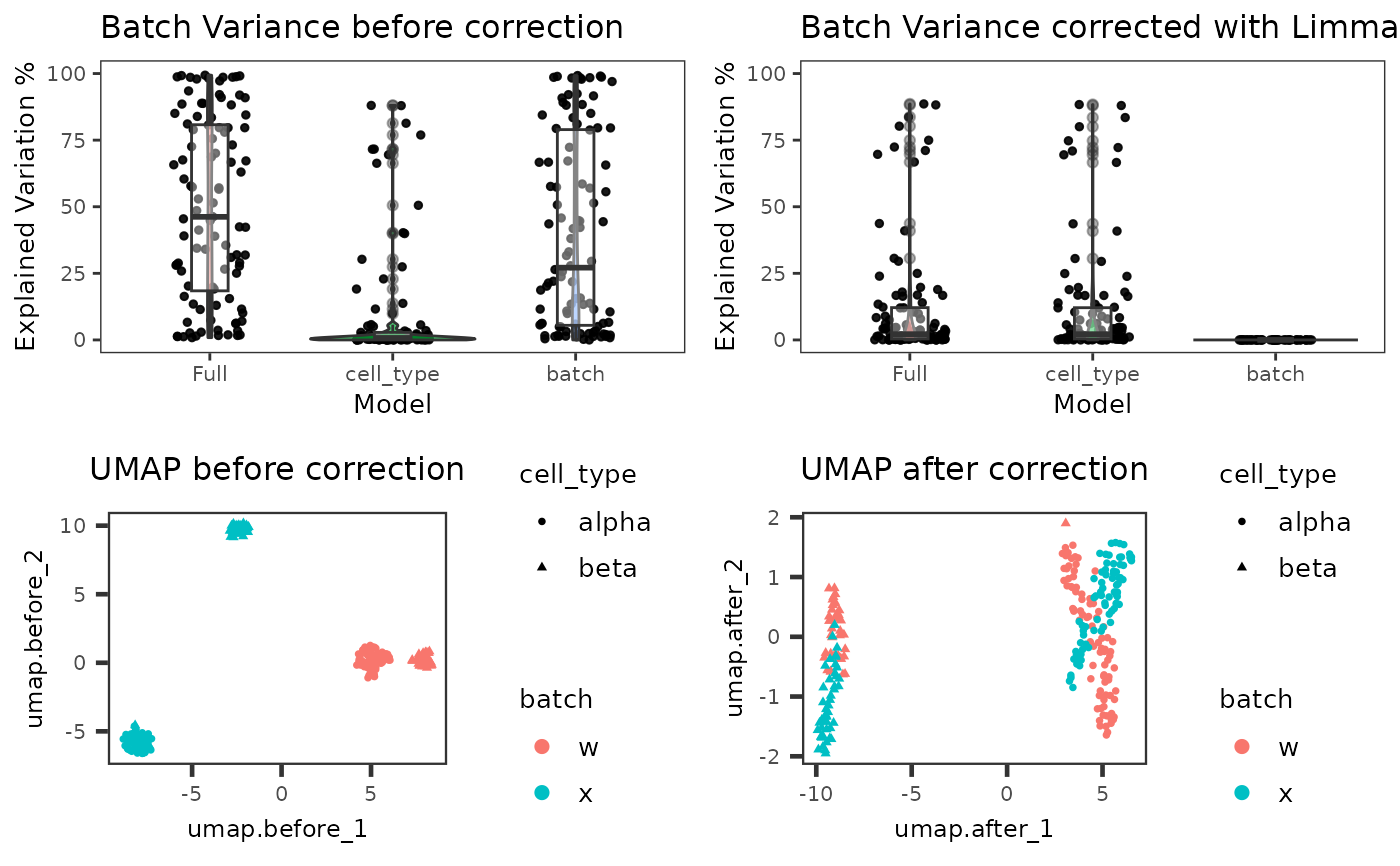 Batch Variance before correction
Explained Variation %
100
75
50
25
0
Full cell_type batch
Model
Batch Variance corrected with Limma
Explained Variation %
100
75
50
25
0
Full cell_type batch
Model
UMAP before correction
umap.before_2
10
5
0
-5
-5 0 5
umap.before_1
cell_type
alpha
beta
batch
w
x
UMAP after correction
umap.after_2
2
1
0
-1
-2
-10 -5 0 5
umap.after_1
cell_type
alpha
beta
batch
w
x